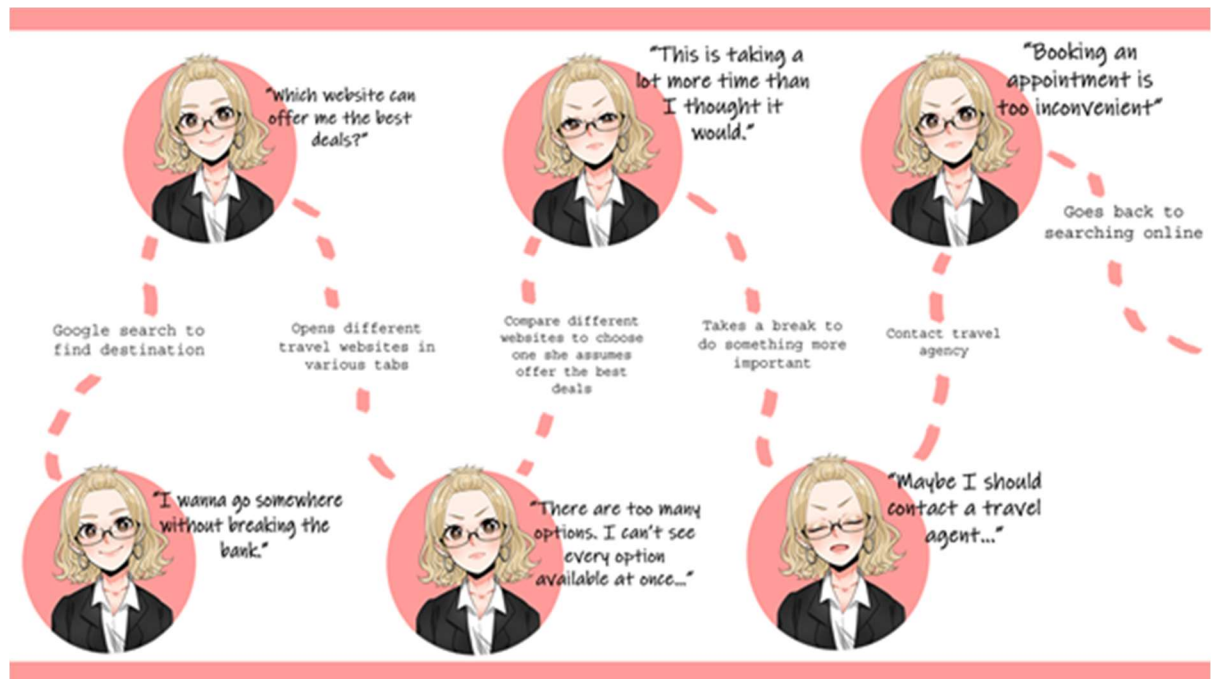 "I wanna go somewhere
without breaking the
bank."
Google search to
find destination
"Which website can
offer me the best
deals?"
Opens different
travel websites in
various tabs
"There are too many
options. I can't see
every option
available at once..."
Compare different
websites to choose
one she assumes
offer the best
deals
"This is taking a
lot more time than
I thought it
would."
Takes a break to
do something more
important
"Maybe I should
contact a travel
agent..."
Contact travel
agency
"Booking an
appointment is
too inconvenient"
Goes back to
searching online